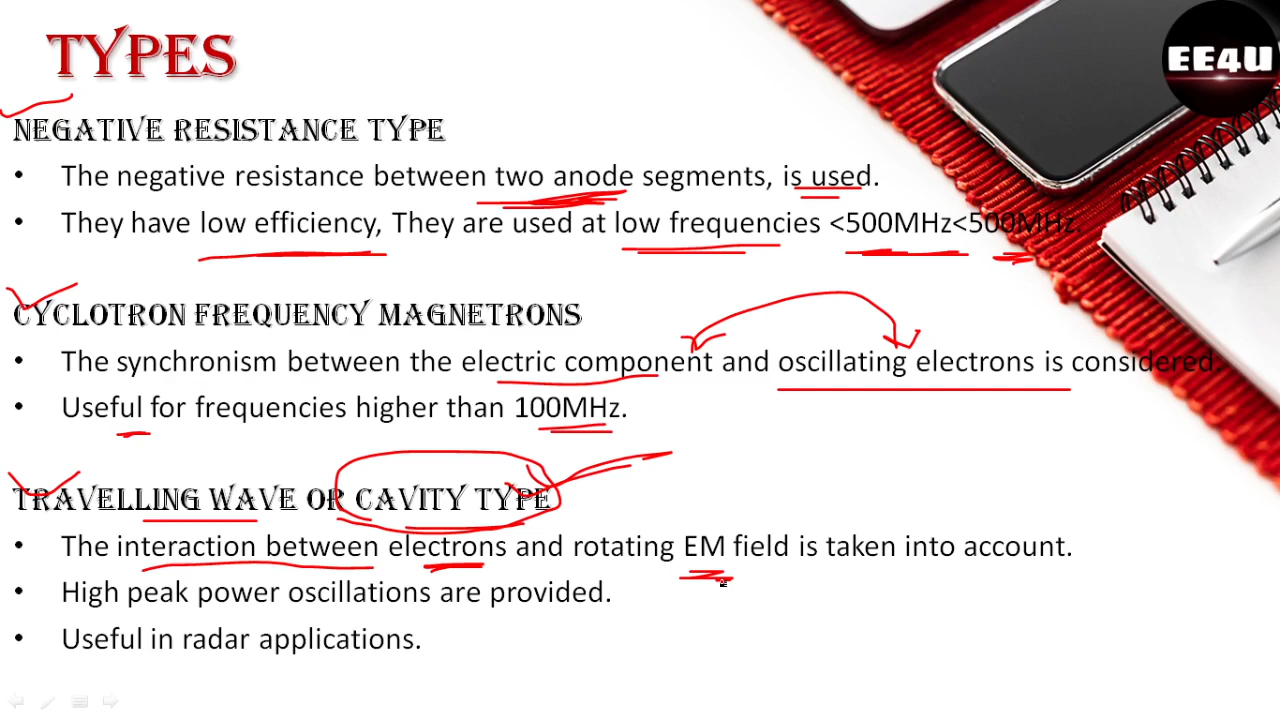 TYPES
EE4U
NEGATIVE RESISTANCE TYPE
• The negative resistance between two anode segments, is used.
• They have low efficiency, They are used at low frequencies <500MHz<500MHz.
CYCLOTRON FREQUENCY MAGNETRONS
• The synchronism between the electric component and oscillating electrons is considered.
• Useful for frequencies higher than 100MHz.
TRAVELLING WAVE OR CAVITY TYPE
• The interaction between electrons and rotating EM field is taken into account.
• High peak power oscillations are provided.
• Useful in radar applications.